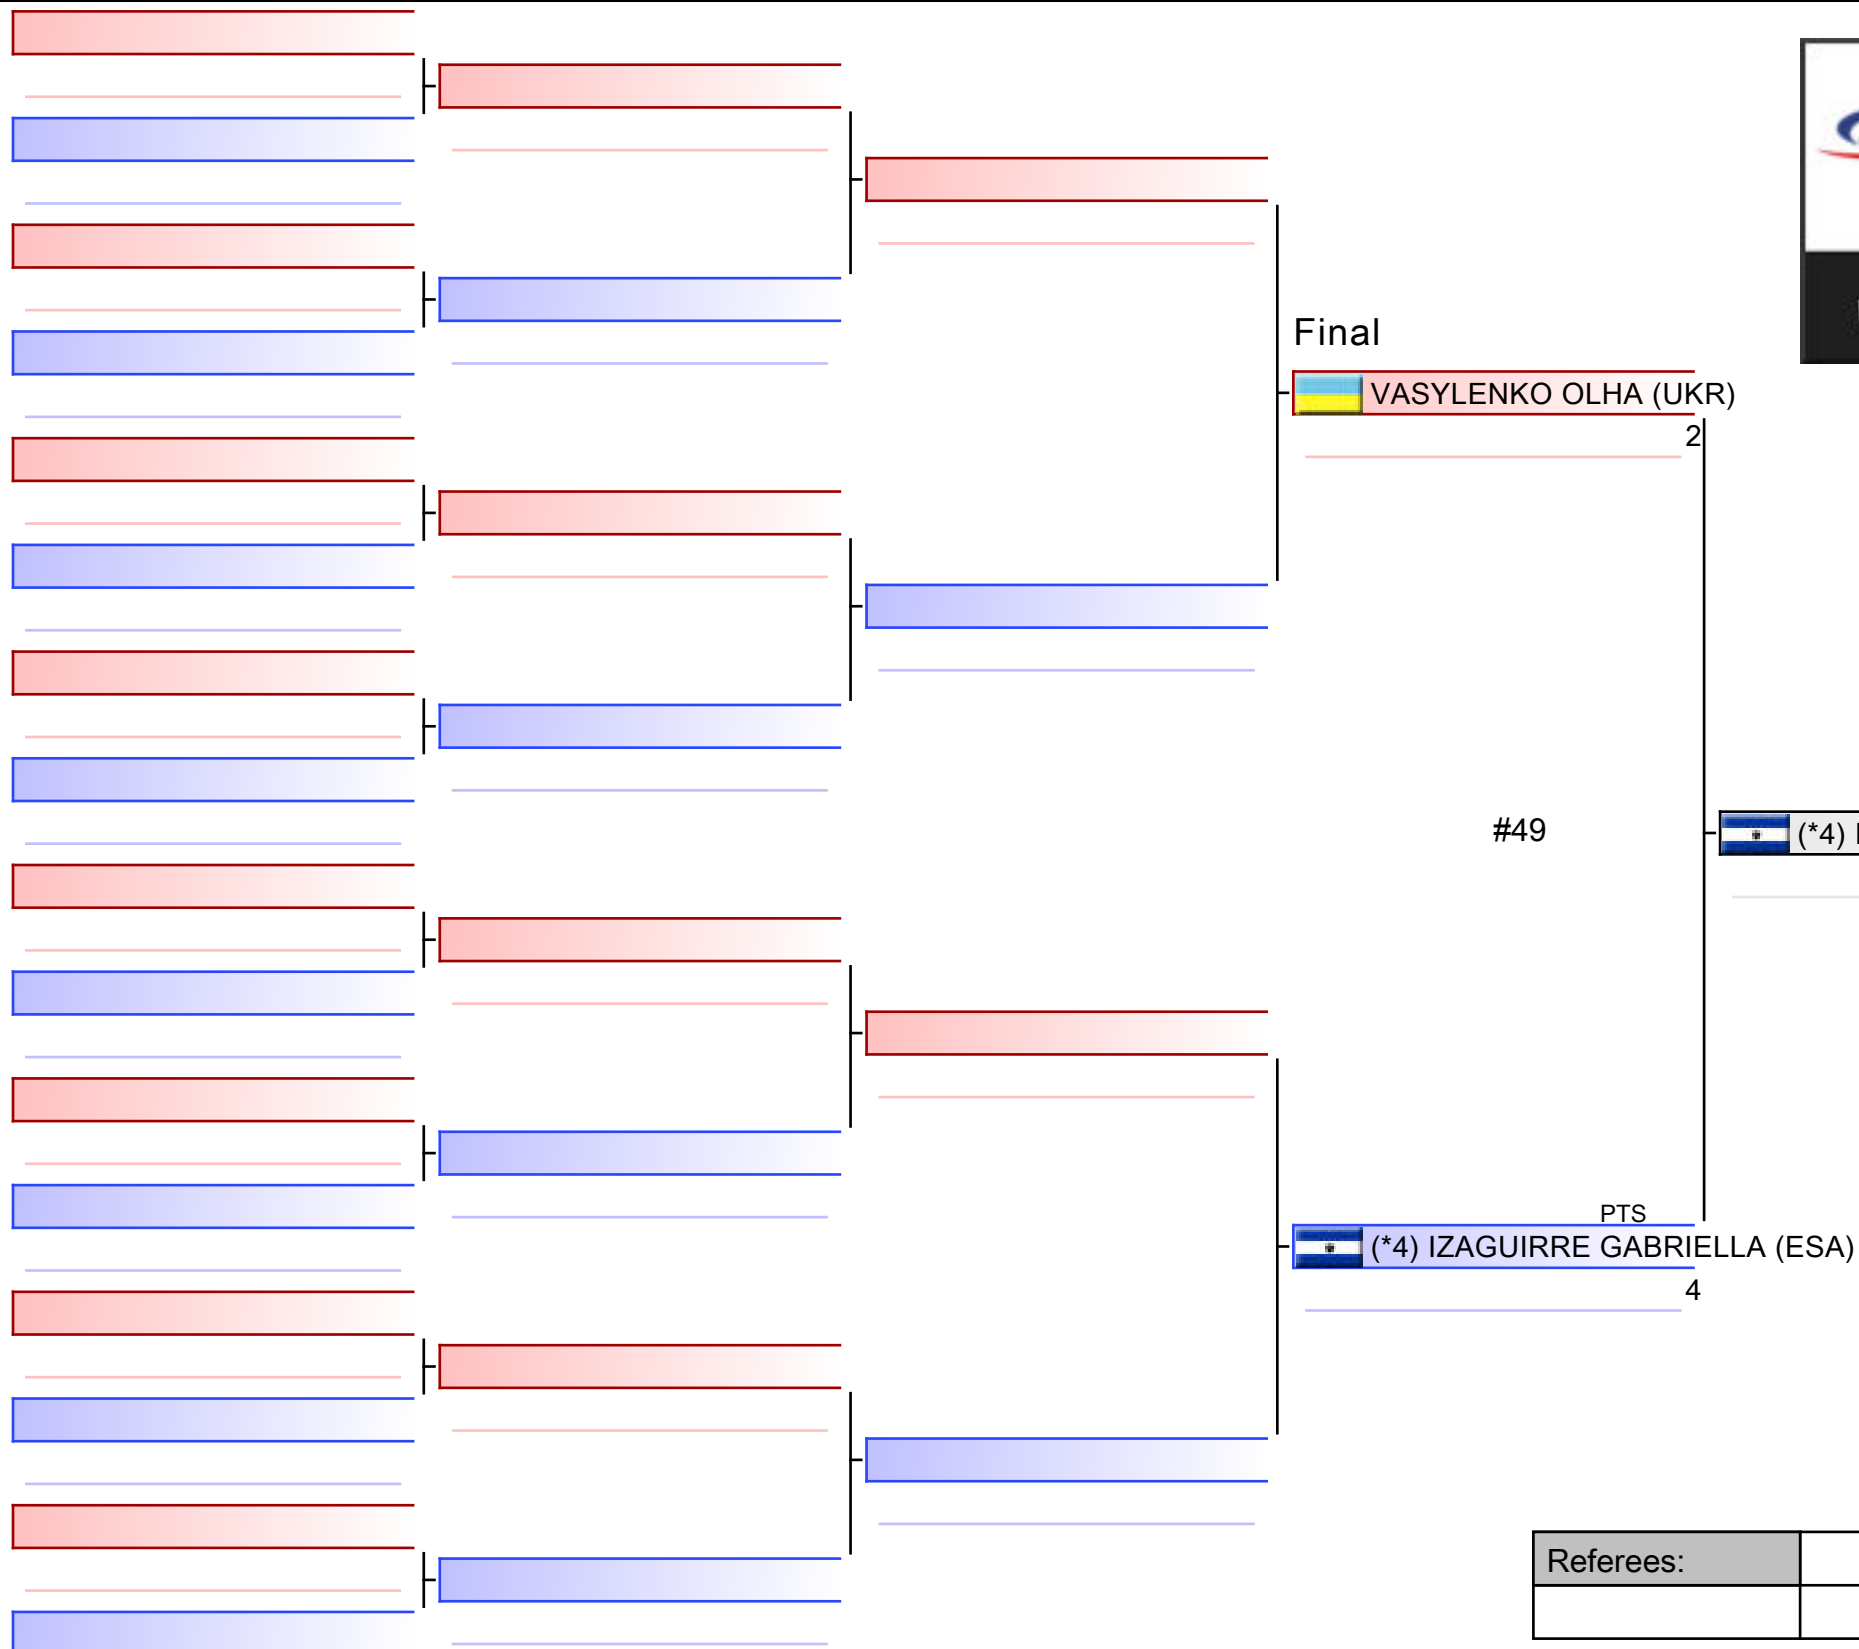 Final
VASYLENKO OLHA (UKR)
2
#49
(*4)
PTS
(*4) IZAGUIRRE GABRIELLA (ESA)
4
Referees: